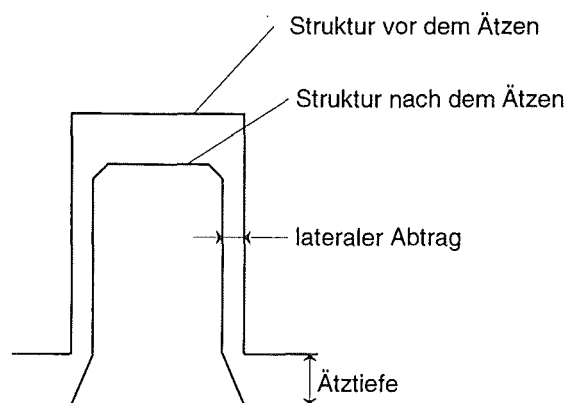 Struktur vor dem Ätzen
Struktur nach dem Ätzen
lateraler Abtrag
Ätztiefe